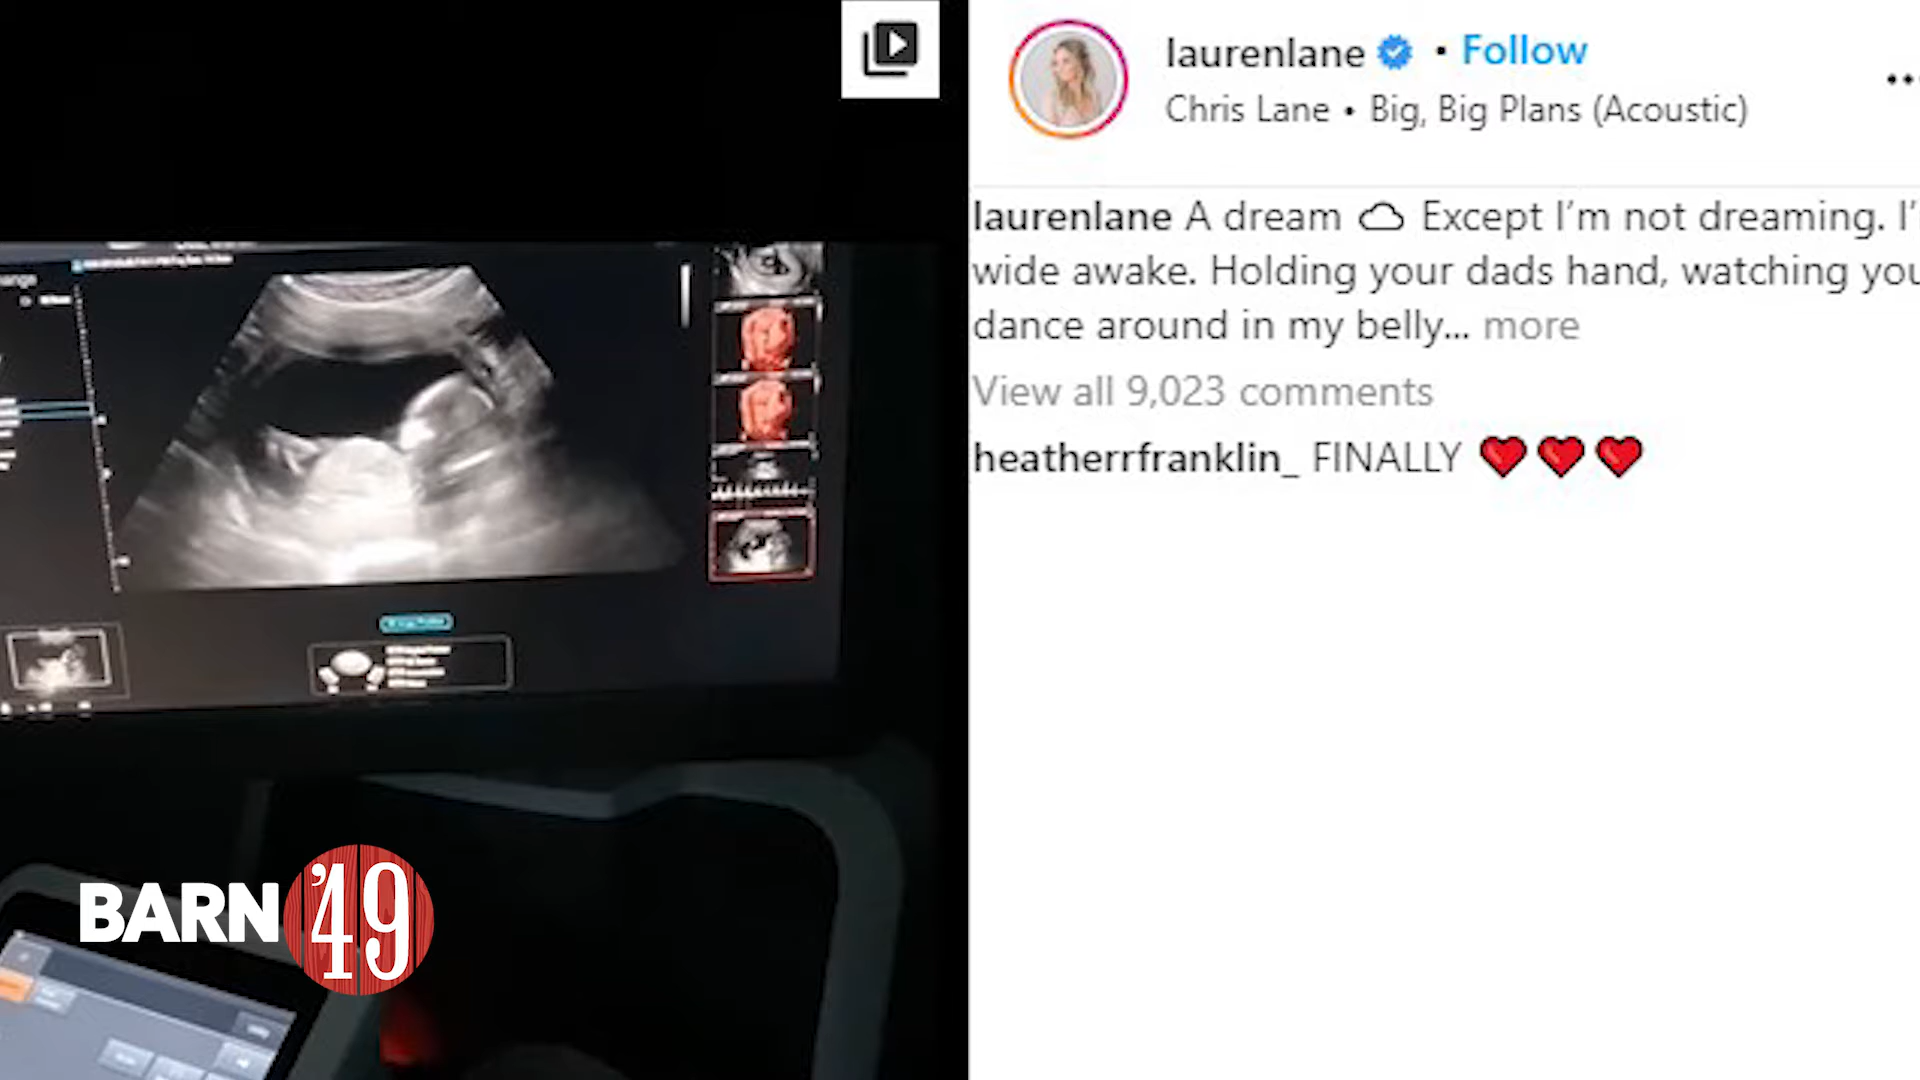 laurenlane • Follow
Chris Lane • Big, Big Plans (Acoustic)
laurenlane A dream Except I'm not dreaming. I'
wide awake. Holding your dads hand, watching you
dance around in my belly... more
View all 9,023 comments
heatherrfranklin_ FINALLY
BARN '49